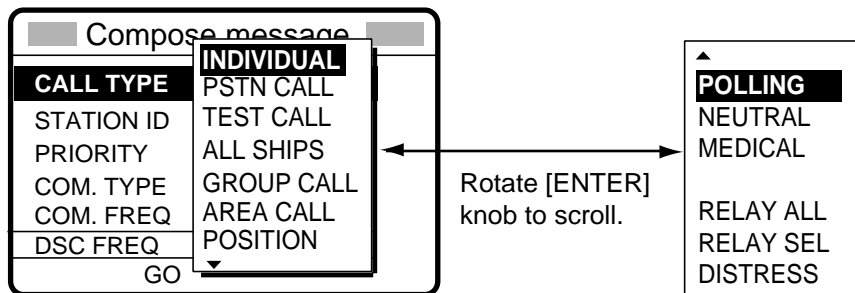 Compose message
CALL TYPE
STATION ID
PRIORITY
COM. TYPE
COM. FREQ
DSC FREQ
GO
INDIVIDUAL
PSTN CALL
TEST CALL
ALL SHIPS
GROUP CALL
AREA CALL
POSITION
Rotate [ENTER]
knob to scroll.
POLLING
NEUTRAL
MEDICAL
RELAY ALL
RELAY SEL
DISTRESS